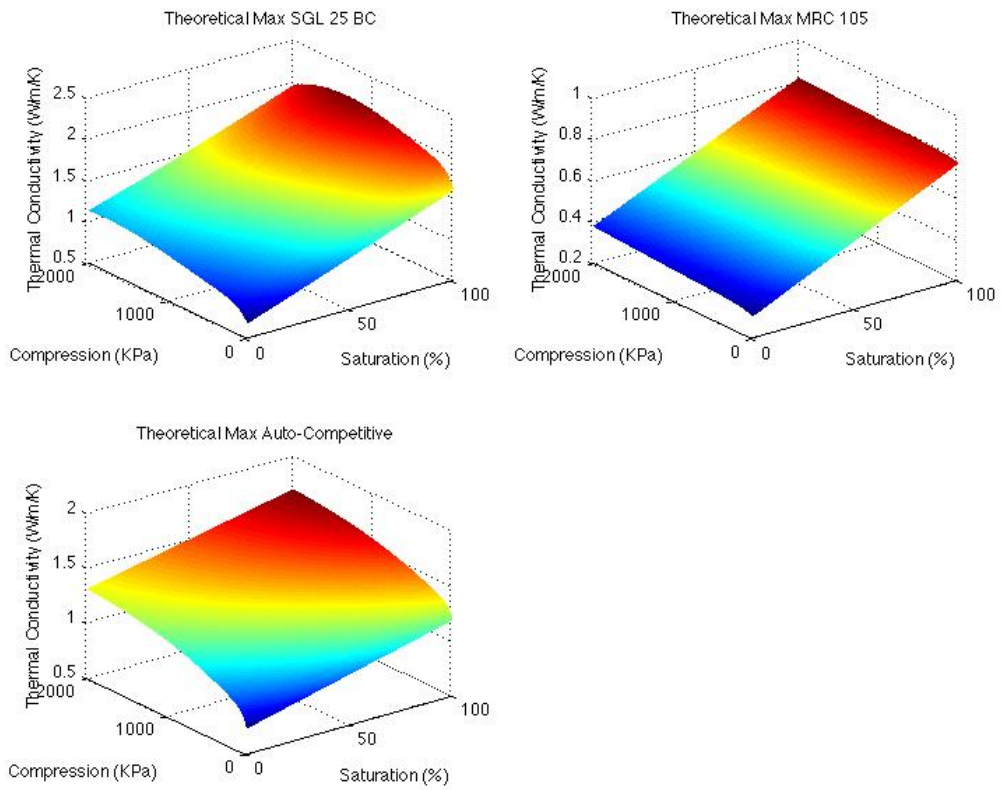 Theoretical Max SGL 25 BC
Thermal Conductivity (W/m/K)
2.5
2
1.5
1
0.5
2000
1000
0
Compression (KPa)
0
50
100
Saturation (%)
Theoretical Max MRC 105
Thermal Conductivity (W/m/K)
1
0.8
0.6
0.4
0.2
2000
1000
0
Compression (KPa)
0
50
100
Saturation (%)
Theoretical Max Auto-Competitive
Thermal Conductivity (W/m/K)
2
1.5
1
0.5
2000
1000
0
Compression (KPa)
0
50
100
Saturation (%)